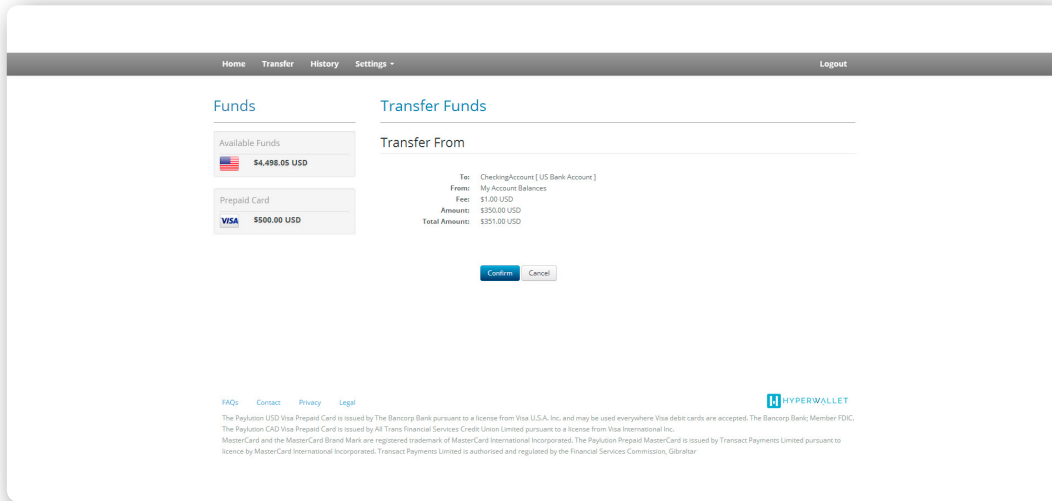 Home Transfer History Settings Logout
Funds
Available Funds
$4,498.05 USD
Prepaid Card
VISA $500.00 USD
Transfer Funds
Transfer From
To: CheckingAccount [ US Bank Account ]
From: My Account Balances
Fee: $1.00 USD
Amount: $350.00 USD
Total Amount: $351.00 USD
Confirm Cancel
FAQs Contact Privacy Legal
HYPERWALLET
The Paylution USD Visa Prepaid Card is issued by The Bancorp Bank pursuant to a license from Visa U.S.A. Inc. and may be used everywhere Visa debit cards are accepted. The Bancorp Bank; Member FDIC.
The Paylution CAD Visa Prepaid Card is issued by All Trans Financial Services Credit Union Limited pursuant to a license from Visa International Inc.
MasterCard and the MasterCard Brand Mark are registered trademark of MasterCard International Incorporated. The Paylution Prepaid MasterCard is issued by Transact Payments Limited pursuant to
licence by MasterCard International Incorporated. Transact Payments Limited is authorised and regulated by the Financial Services Commission, Gibraltar